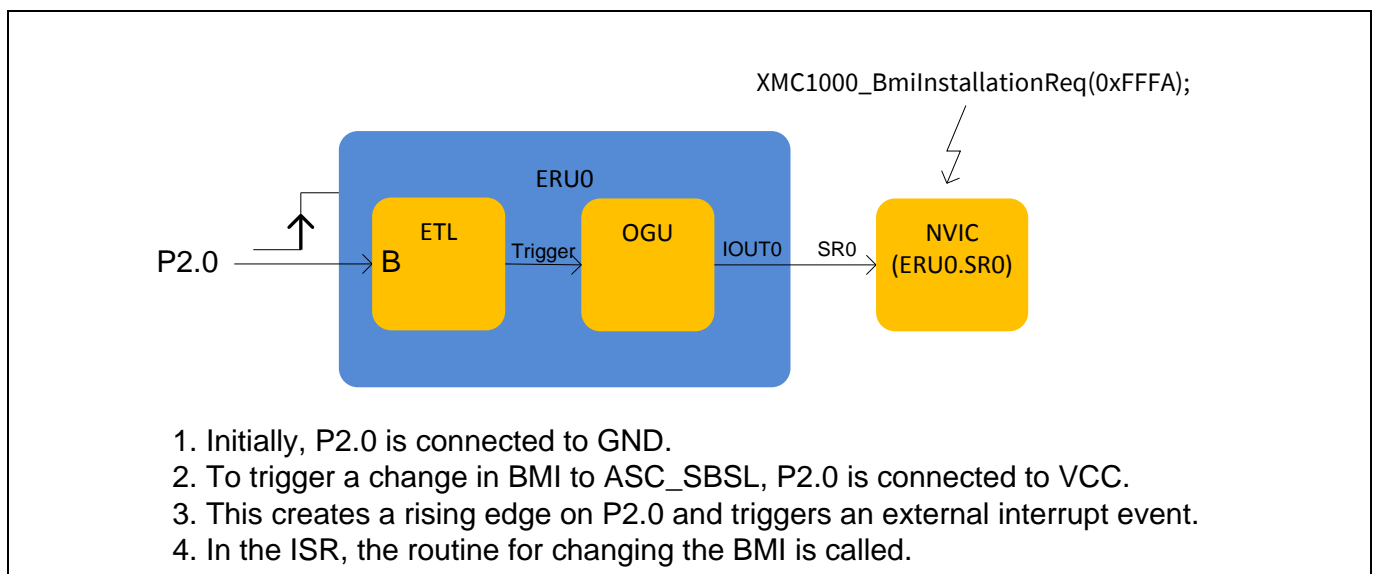 XMC1000_BmiInstallationReq(0xFFFA);
ERU0
ETL
OGU
NVIC
(ERU0.SR0)
P2.0
B
Trigger
IOUT0
SR0
1. Initially, P2.0 is connected to GND.
2. To trigger a change in BMI to ASC_SBSL, P2.0 is connected to VCC.
3. This creates a rising edge on P2.0 and triggers an external interrupt event.
4. In the ISR, the routine for changing the BMI is called.